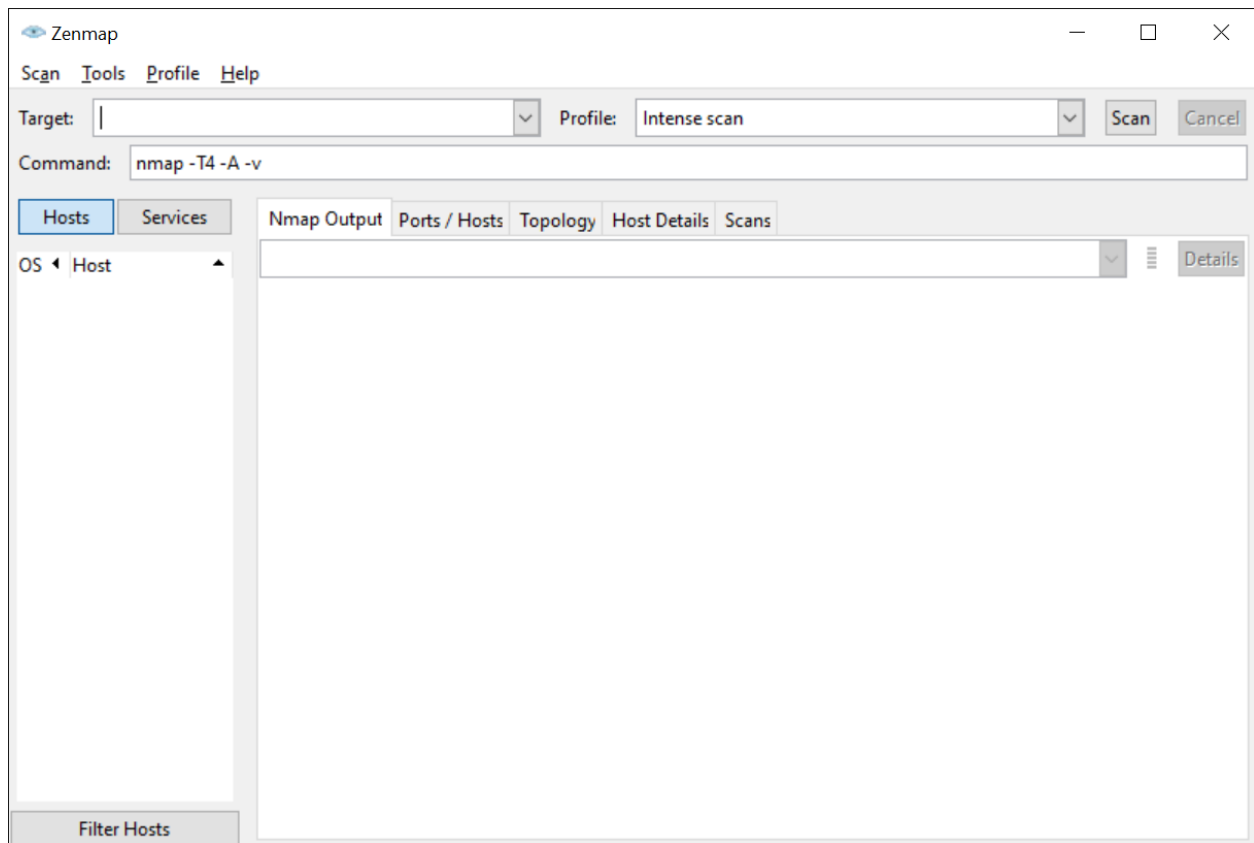 Zenmap
Scan Tools Profile Help
Target: Profile: Intense scan Scan Cancel
Command: nmap -T4 -A -v
Hosts Services Nmap Output Ports / Hosts Topology Host Details Scans
OS Host Details
Filter Hosts